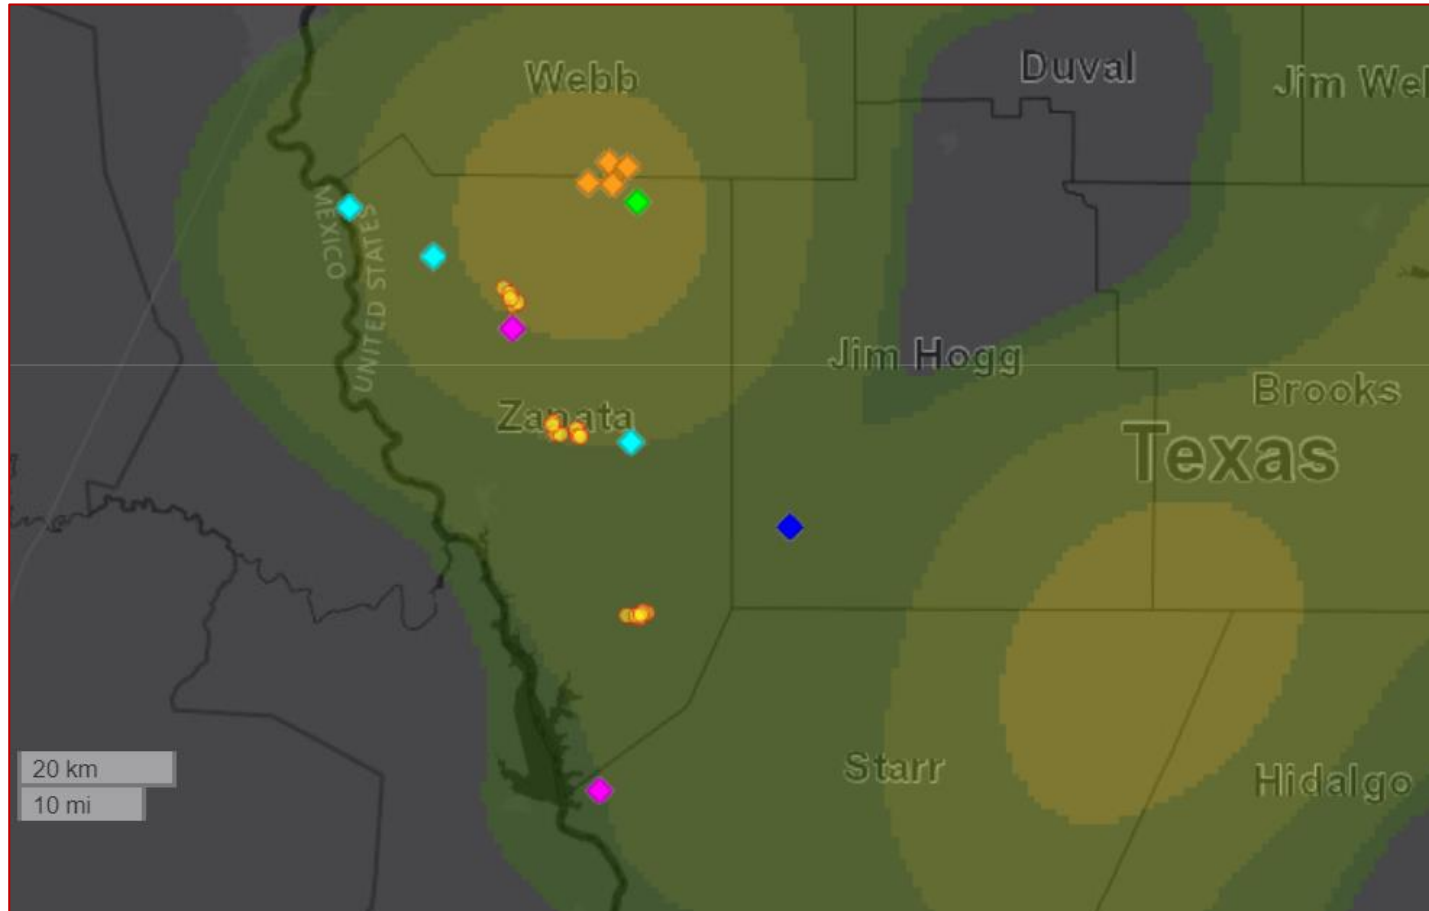 Webb
Duval
Jim Wel
MEXICO
UNITED STATES
Jim Hogg
Brooks
Zapata
Texas
Starr
Hidalgo
20 km
10 mi